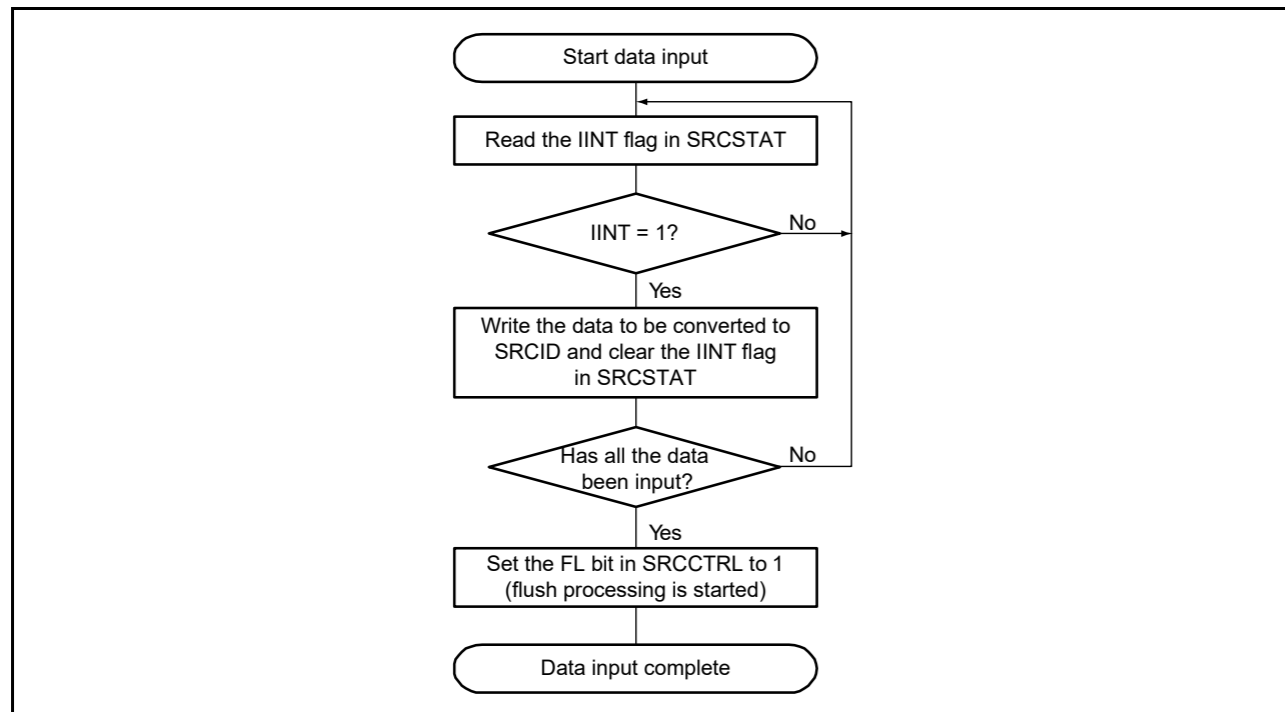 Start data input
Read the IINT flag in SRCSTAT
IINT = 1?
No
Yes
Write the data to be converted to
SRCID and clear the IINT flag
in SRCSTAT
Has all the data
been input?
No
Yes
Set the FL bit in SRCCTRL to 1
(flush processing is started)
Data input complete